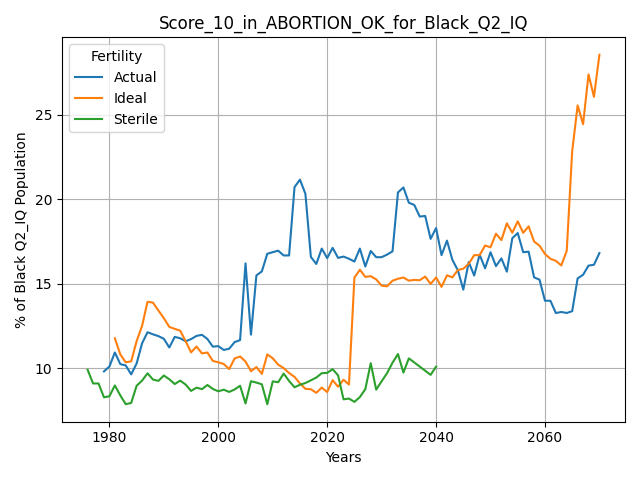 Score_10_in_ABORTION_OK_for_Black_Q2_IQ
Fertility
Actual
Ideal
Sterile
% of Black Q2_IQ Population
25
20
15
10
1980
2000
2020
2040
2060
Years